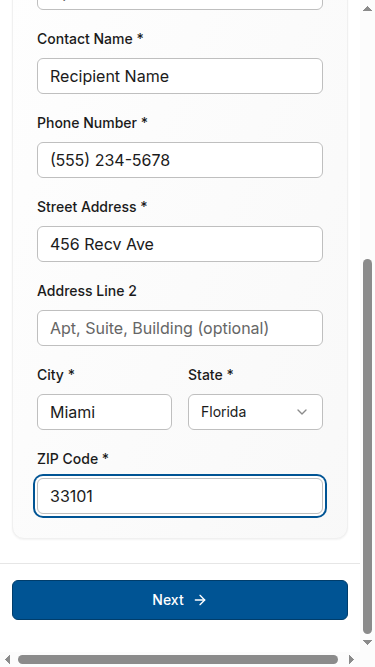 Contact Name *
Recipient Name
Phone Number *
(555) 234-5678
Street Address *
456 Recv Ave
Address Line 2
Apt, Suite, Building (optional)
City * State *
Miami Florida
ZIP Code *
33101
Next →